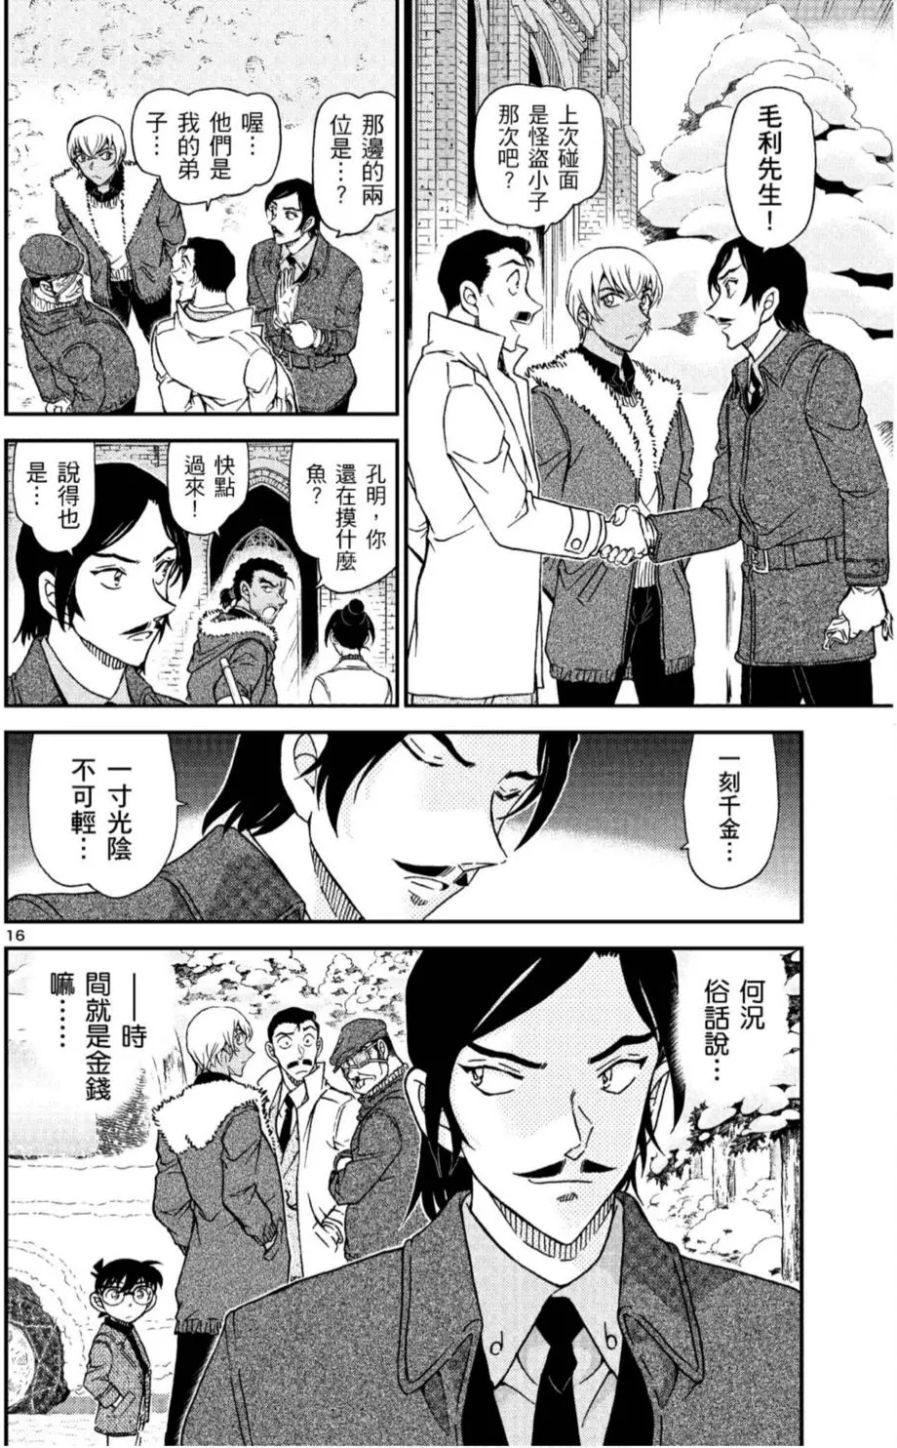 毛利先生！
上次碰面
是怪盜小子
那次吧？
那邊的兩
位是…？
喔…
他們是
我的弟
子…
孔明，你
還在摸什麼
魚？
快點
過來！
說得也
是…
一刻千金…
一寸光陰
不可輕…
16
何況
俗話說…
——時
間就是金錢
嘛……